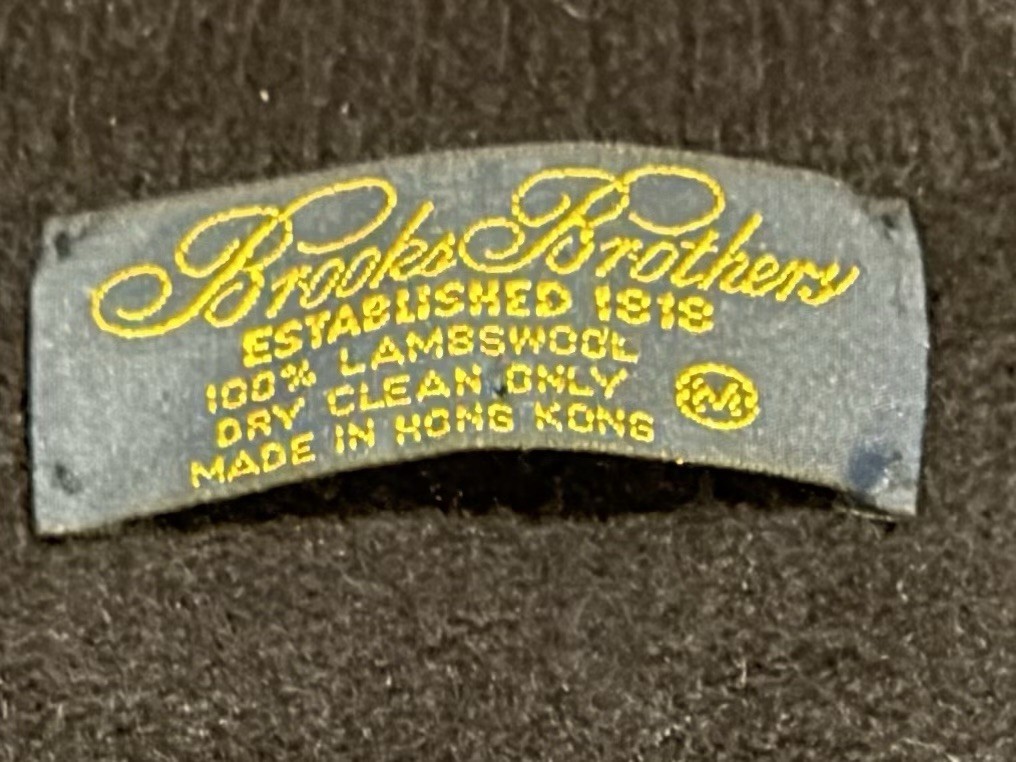 Brooks Brothers
ESTABLISHED 1818
100% LAMBSWOOL
DRY CLEAN ONLY
MADE IN HONG KONG
M